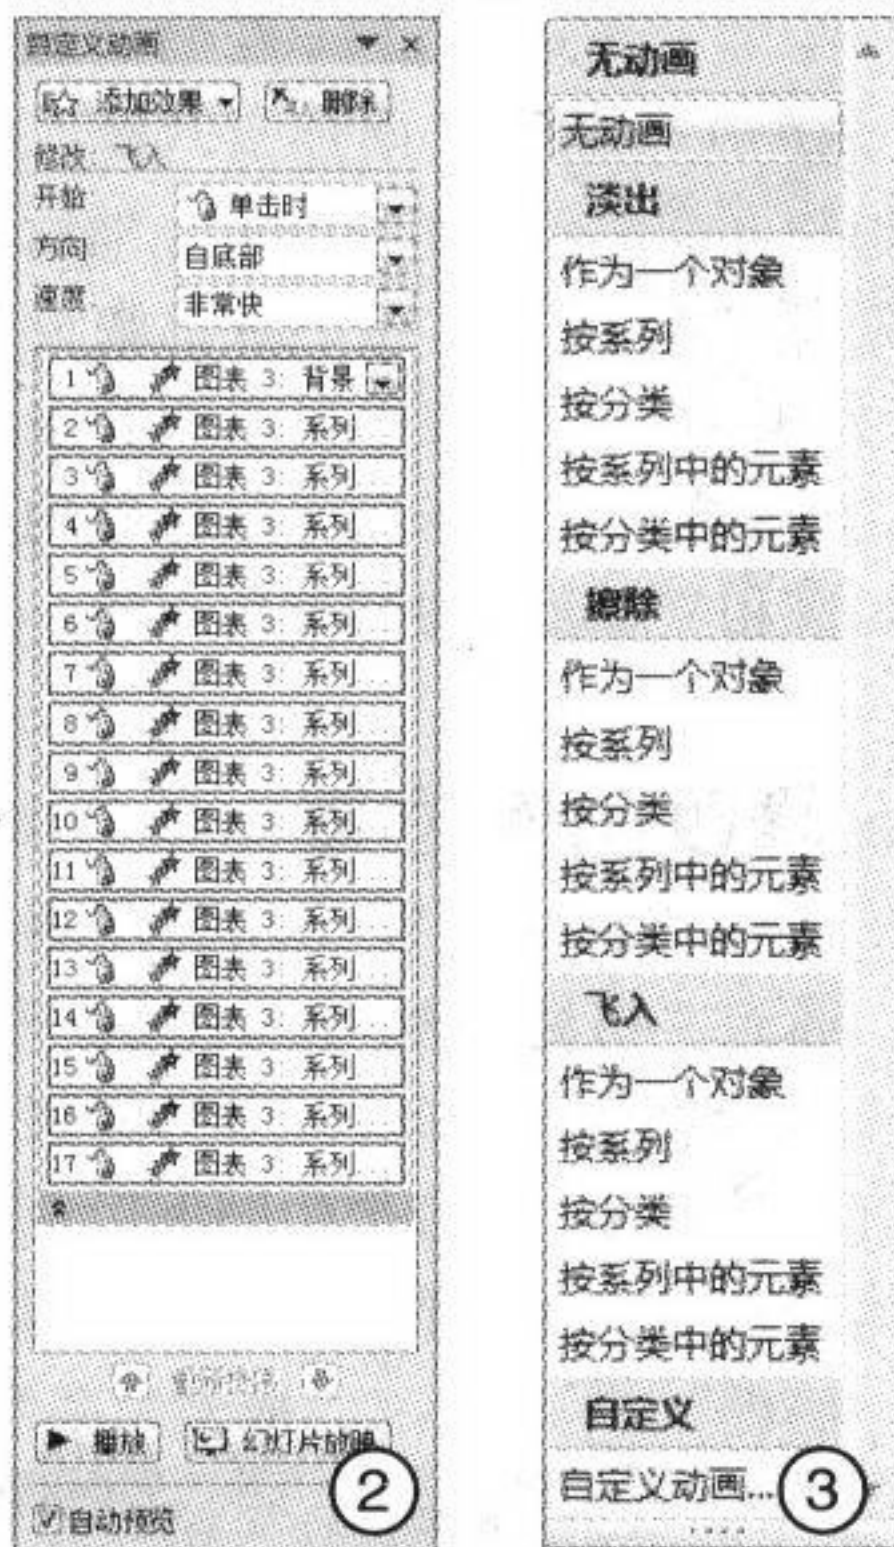 自定义动画
添加效果 删除
修改: 飞入
开始 单击时
方向 自底部
速度 非常快
1 图表 3: 背景
2 图表 3: 系列...
3 图表 3: 系列...
4 图表 3: 系列...
5 图表 3: 系列...
6 图表 3: 系列...
7 图表 3: 系列...
8 图表 3: 系列...
9 图表 3: 系列...
10 图表 3: 系列...
11 图表 3: 系列...
12 图表 3: 系列...
13 图表 3: 系列...
14 图表 3: 系列...
15 图表 3: 系列...
16 图表 3: 系列...
17 图表 3: 系列...
重新排序
播放 幻灯片放映
自动预览
②
无动画
无动画
淡出
作为一个对象
按系列
按分类
按系列中的元素
按分类中的元素
擦除
作为一个对象
按系列
按分类
按系列中的元素
按分类中的元素
飞入
作为一个对象
按系列
按分类
按系列中的元素
按分类中的元素
自定义
自定义动画...
③